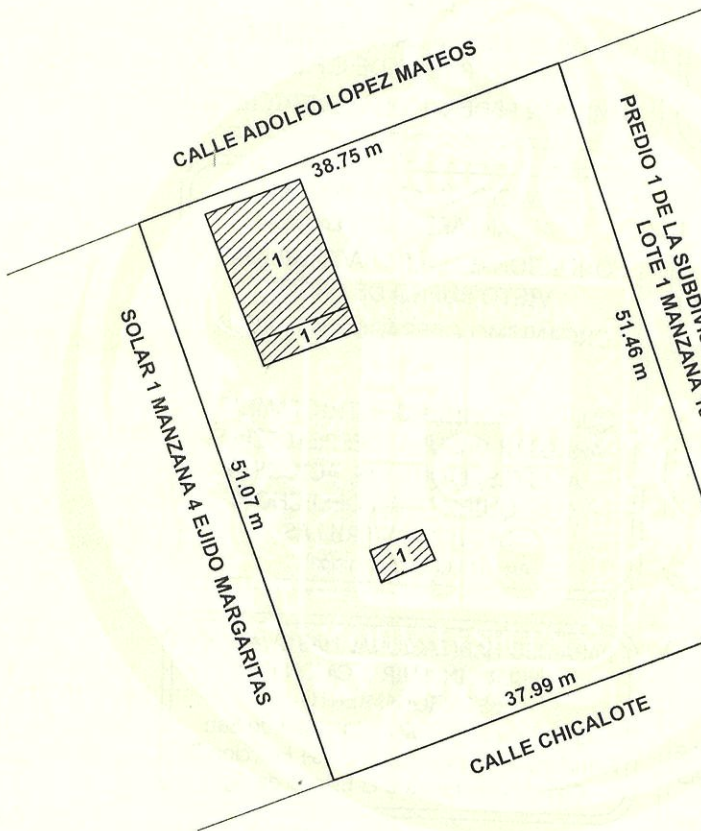 CALLE ADOLFO LOPEZ MATEOS
38.75 m
PREDIO 1 DE LA
LOTE 1 MANZANA
51.46 m
1
1
SOLAR 1 MANZANA 4 EJIDO MARGARITAS
51.07 m
1
37.99 m
CALLE CHICALOTE